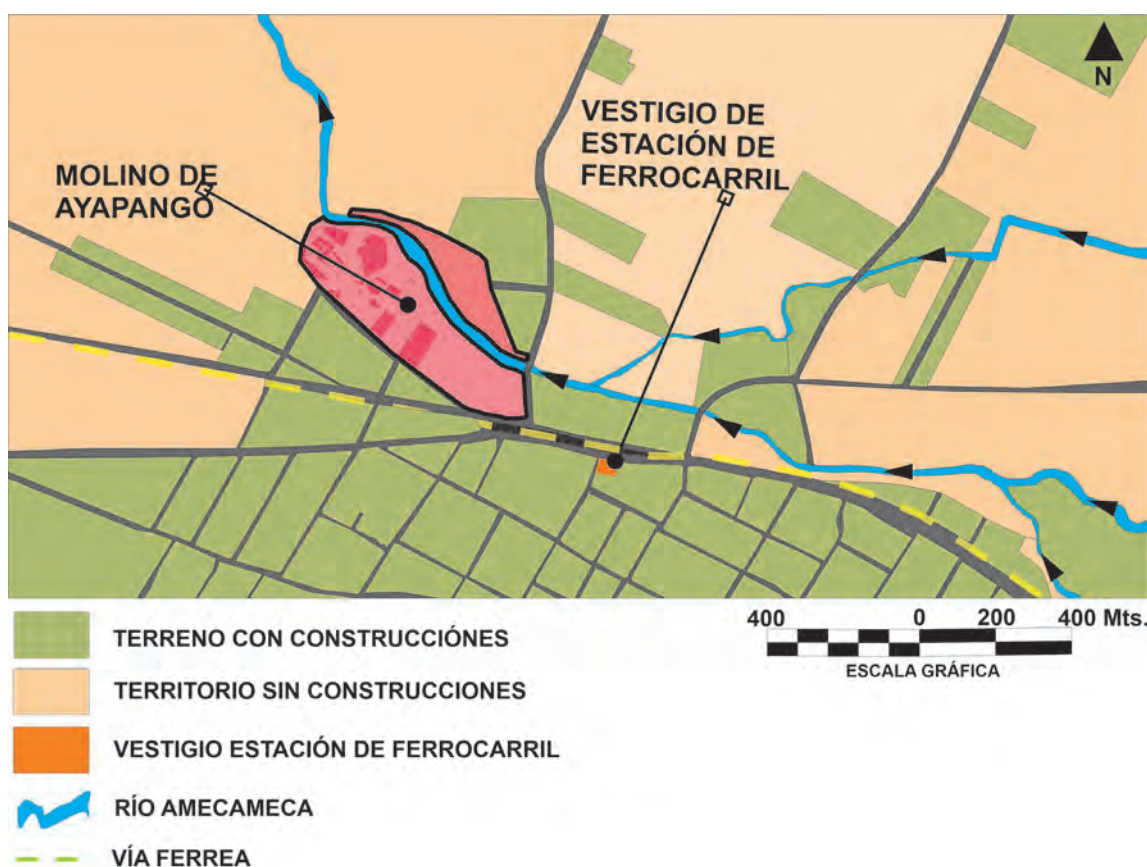 N
VESTIGIO DE
ESTACIÓN DE
FERROCARRIL
MOLINO DE
AYAPANGO
400 0 200 400 Mts.
ESCALA GRÁFICA
TERRENO CON CONSTRUCCIÓNES
TERRITORIO SIN CONSTRUCCIONES
VESTIGIO ESTACIÓN DE FERROCARRIL
RÍO AMECAMECA
VÍA FERREA